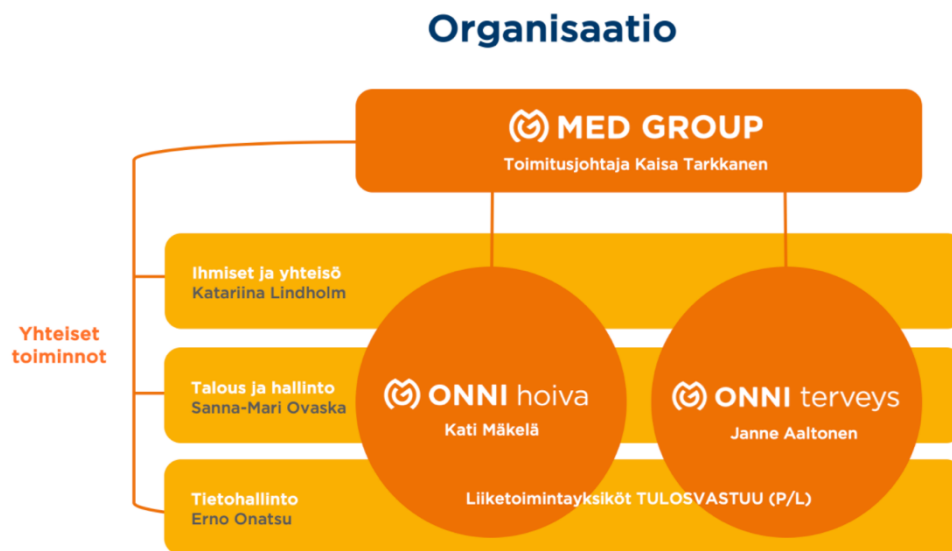 Organisaatio
MED GROUP
Toimitusjohtaja Kaisa Tarkkanen
Yhteiset
toiminnot
Ihmiset ja yhteisö
Katariina Lindholm
Talous ja hallinto
Sanna-Mari Ovaska
Tietohallinto
Erno Onatsu
ONNI hoiva
Kati Mäkelä
ONNI terveys
Janne Aaltonen
Liiketoimintayksiköt TULOSVASTUU (P/L)